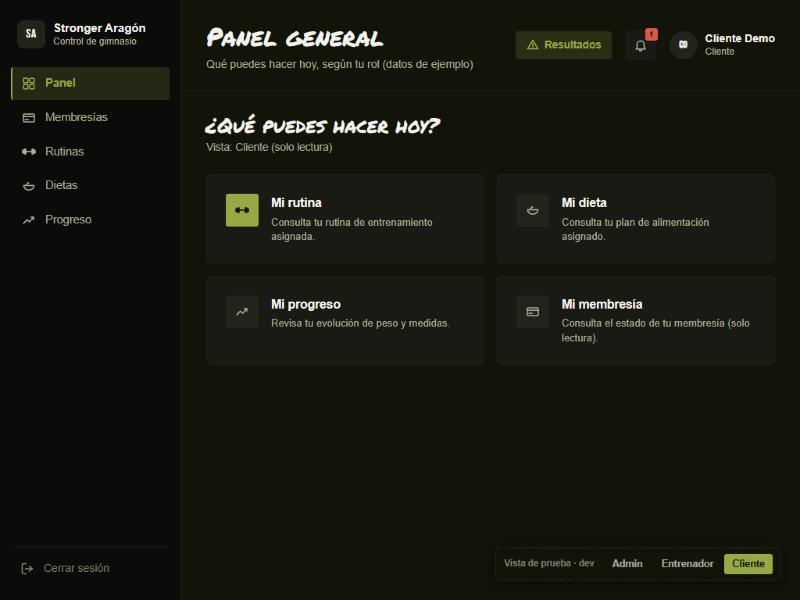 SA
Stronger Aragón
Control de gimnasio
Panel
Membresías
Rutinas
Dietas
Progreso
Cerrar sesión
Panel general
Qué puedes hacer hoy, según tu rol (datos de ejemplo)
Resultados
1
CD
Cliente Demo
Cliente
¿Qué puedes hacer hoy?
Vista: Cliente (solo lectura)
Mi rutina
Consulta tu rutina de entrenamiento
asignada.
Mi dieta
Consulta tu plan de alimentación
asignado.
Mi progreso
Revisa tu evolución de peso y medidas.
Mi membresía
Consulta el estado de tu membresía (solo
lectura).
Vista de prueba · dev Admin Entrenador Cliente